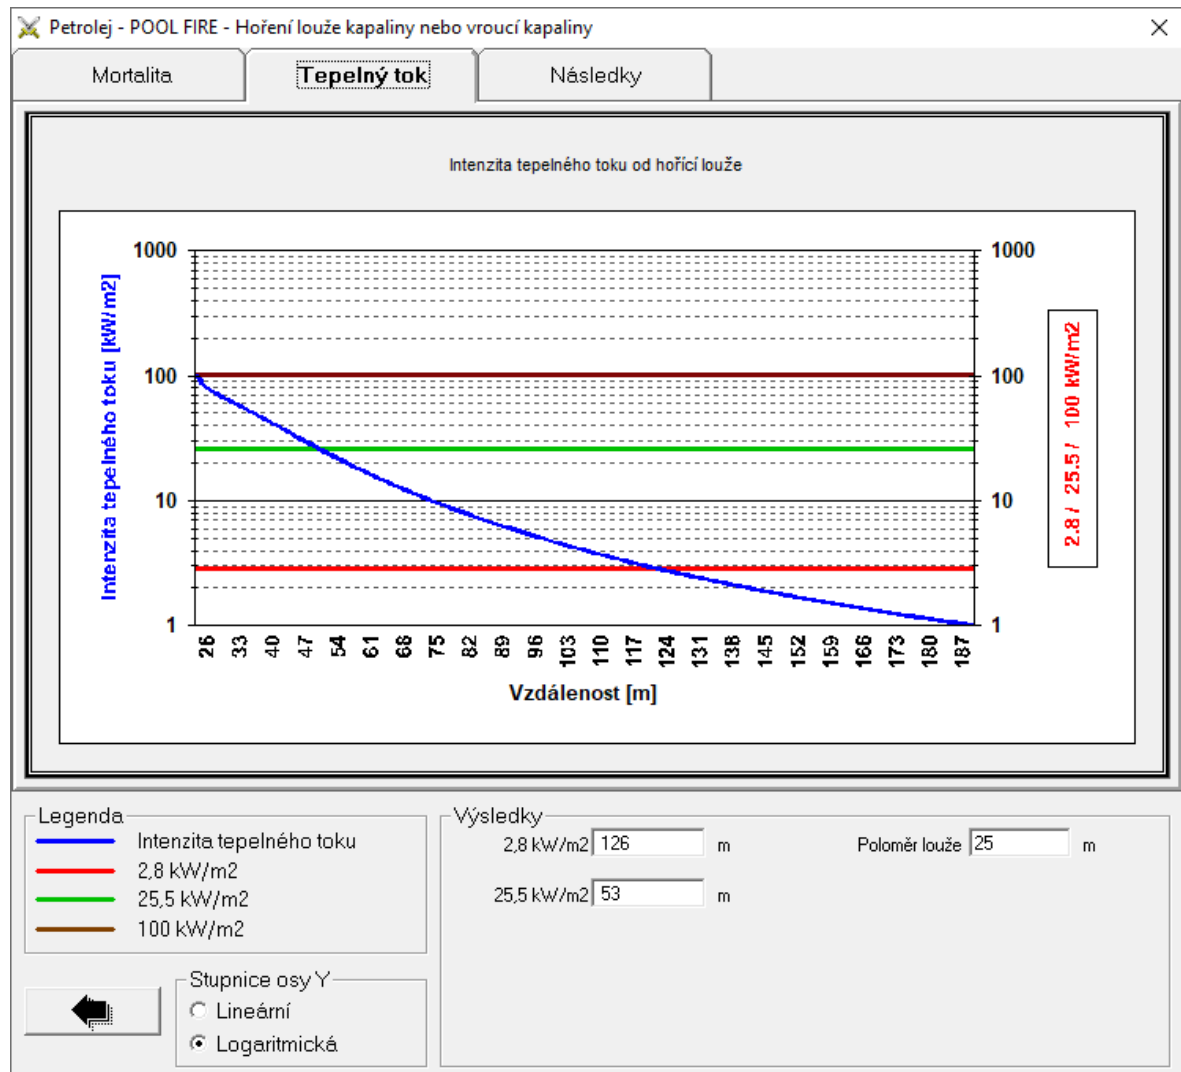 Petrolej - POOL FIRE - Hoření louže kapaliny nebo vroucí kapaliny
Mortalita
Tepelný tok
Následky
Intenzita tepelného toku od hořící louže
1000
100
10
1
Intenzita tepelného toku [kW/m2]
1000
100
10
1
2.8 / 25.5 / 100 kW/m2
26 33 40 47 54 61 68 75 82 89 96 103 110 117 124 131 138 145 152 159 166 173 180 187
Vzdálenost [m]
Legenda
Intenzita tepelného toku
2,8 kW/m2
25,5 kW/m2
100 kW/m2
Stupnice osy Y
Lineární
Logaritmická
Výsledky
2,8 kW/m2 126 m
Poloměr louže 25 m
25,5 kW/m2 53 m